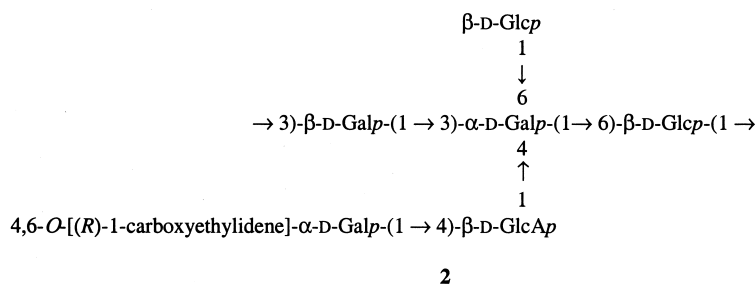 β-D-Glcp
1
↓
6
→ 3)-β-D-Galp-(1 → 3)-α-D-Galp-(1→ 6)-β-D-Glcp-(1 →
4
↑
1
4,6-O-[(R)-1-carboxyethylidene]-α-D-Galp-(1 → 4)-β-D-GlcAp
2